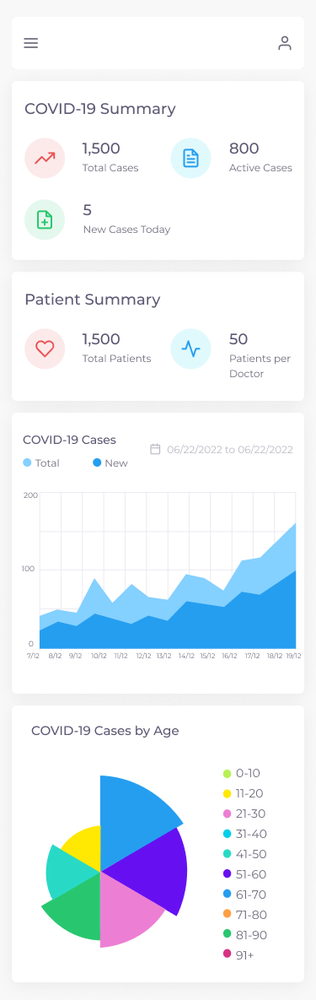 COVID-19 Summary
1,500
Total Cases
800
Active Cases
5
New Cases Today
Patient Summary
1,500
Total Patients
50
Patients per
Doctor
COVID-19 Cases
06/22/2022 to 06/22/2022
Total
New
200
100
0
7/12 8/12 9/12 10/12 11/12 12/12 13/12 14/12 15/12 16/12 17/12 18/12 19/12
COVID-19 Cases by Age
0-10
11-20
21-30
31-40
41-50
51-60
61-70
71-80
81-90
91+